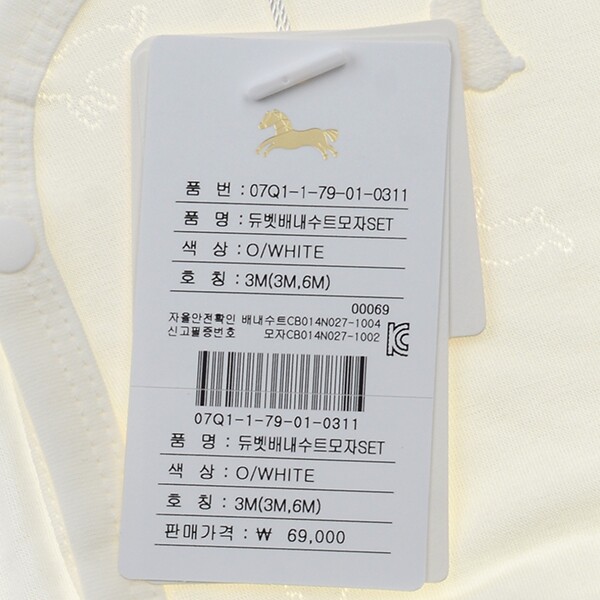 품 번 : 07Q1-1-79-01-0311
품 명 : 듀벳배내수트모자SET
색 상 : O/WHITE
호 칭 : 3M(3M,6M)
00069
자율안전확인 배내수트CB014N027-1004
신고필증번호 모자CB014N027-1002
07Q1-1-79-01-0311
품 명 : 듀벳배내수트모자SET
색 상 : O/WHITE
호 칭 : 3M(3M,6M)
판매가격 : ₩ 69,000